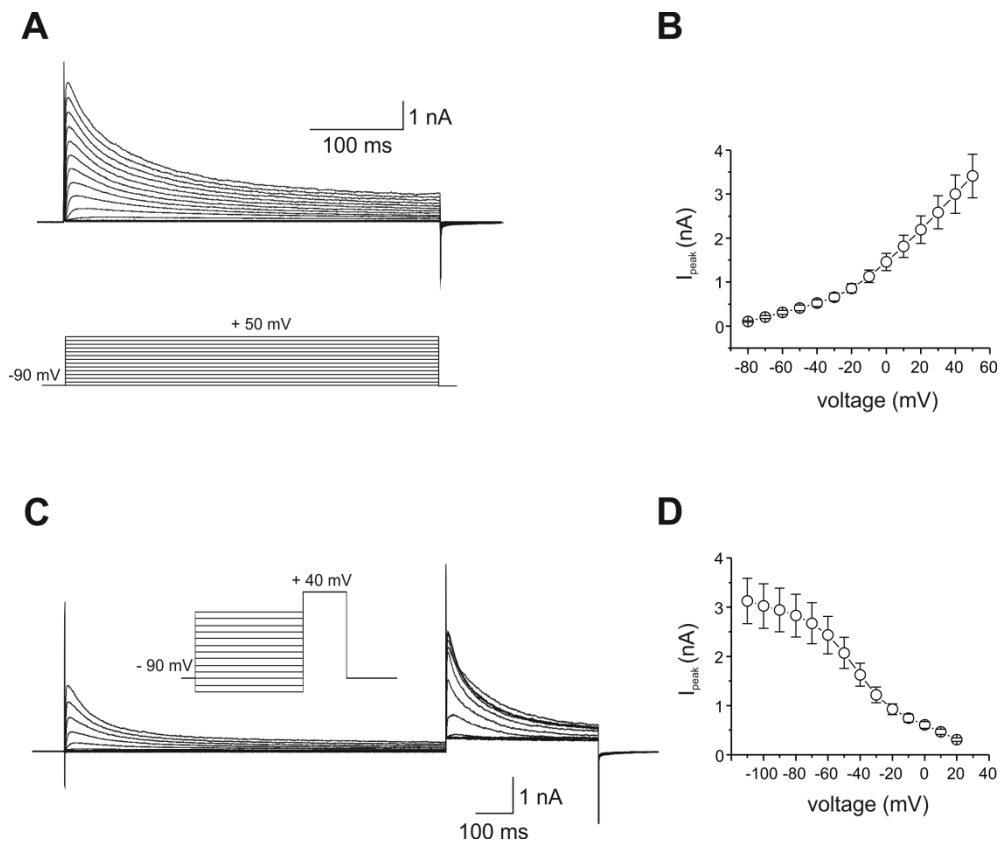 A
1 nA
100 ms
+ 50 mV
-90 mV
B
4
3
2
1
0
I peak (nA)
-80 -60 -40 -20 0 20 40 60
voltage (mV)
C
+ 40 mV
- 90 mV
1 nA
100 ms
D
4
3
2
1
0
I peak (nA)
-100 -80 -60 -40 -20 0 20 40
voltage (mV)